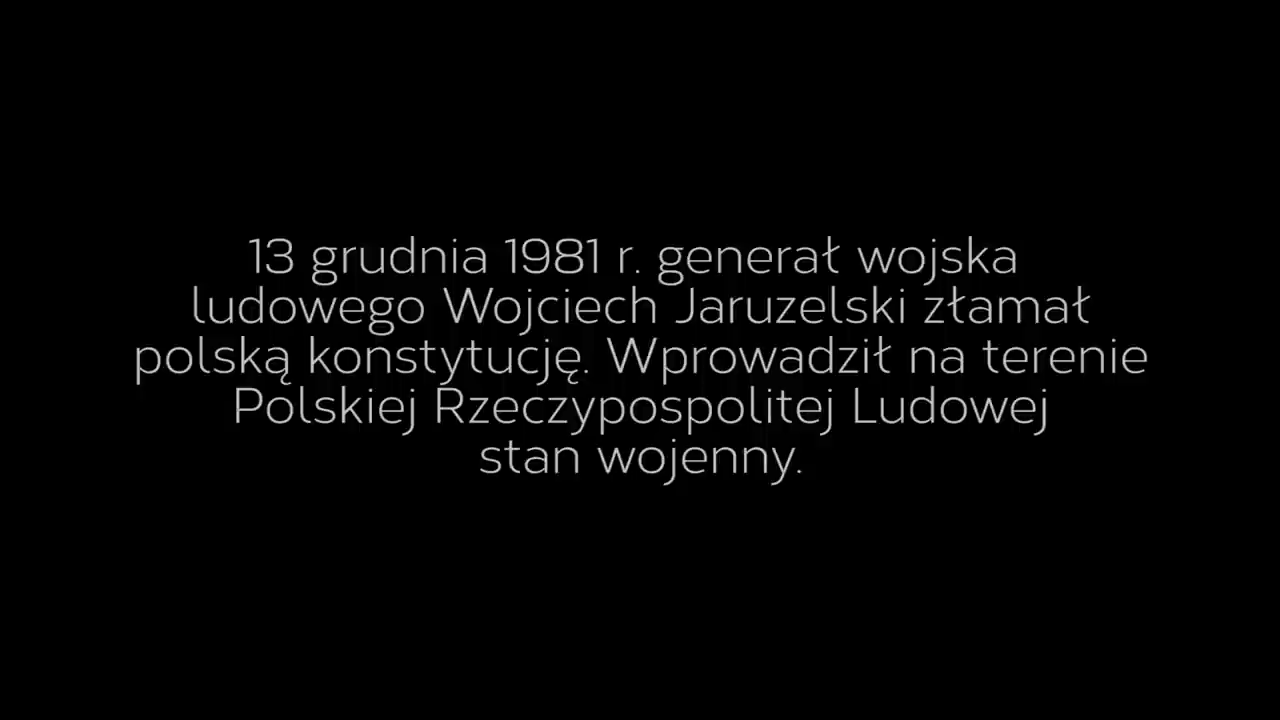 13 grudnia 1981 r. generał wojska
ludowego Wojciech Jaruzelski złamał
polską konstytucję. Wprowadził na terenie
Polskiej Rzeczypospolitej Ludowej
stan wojenny.